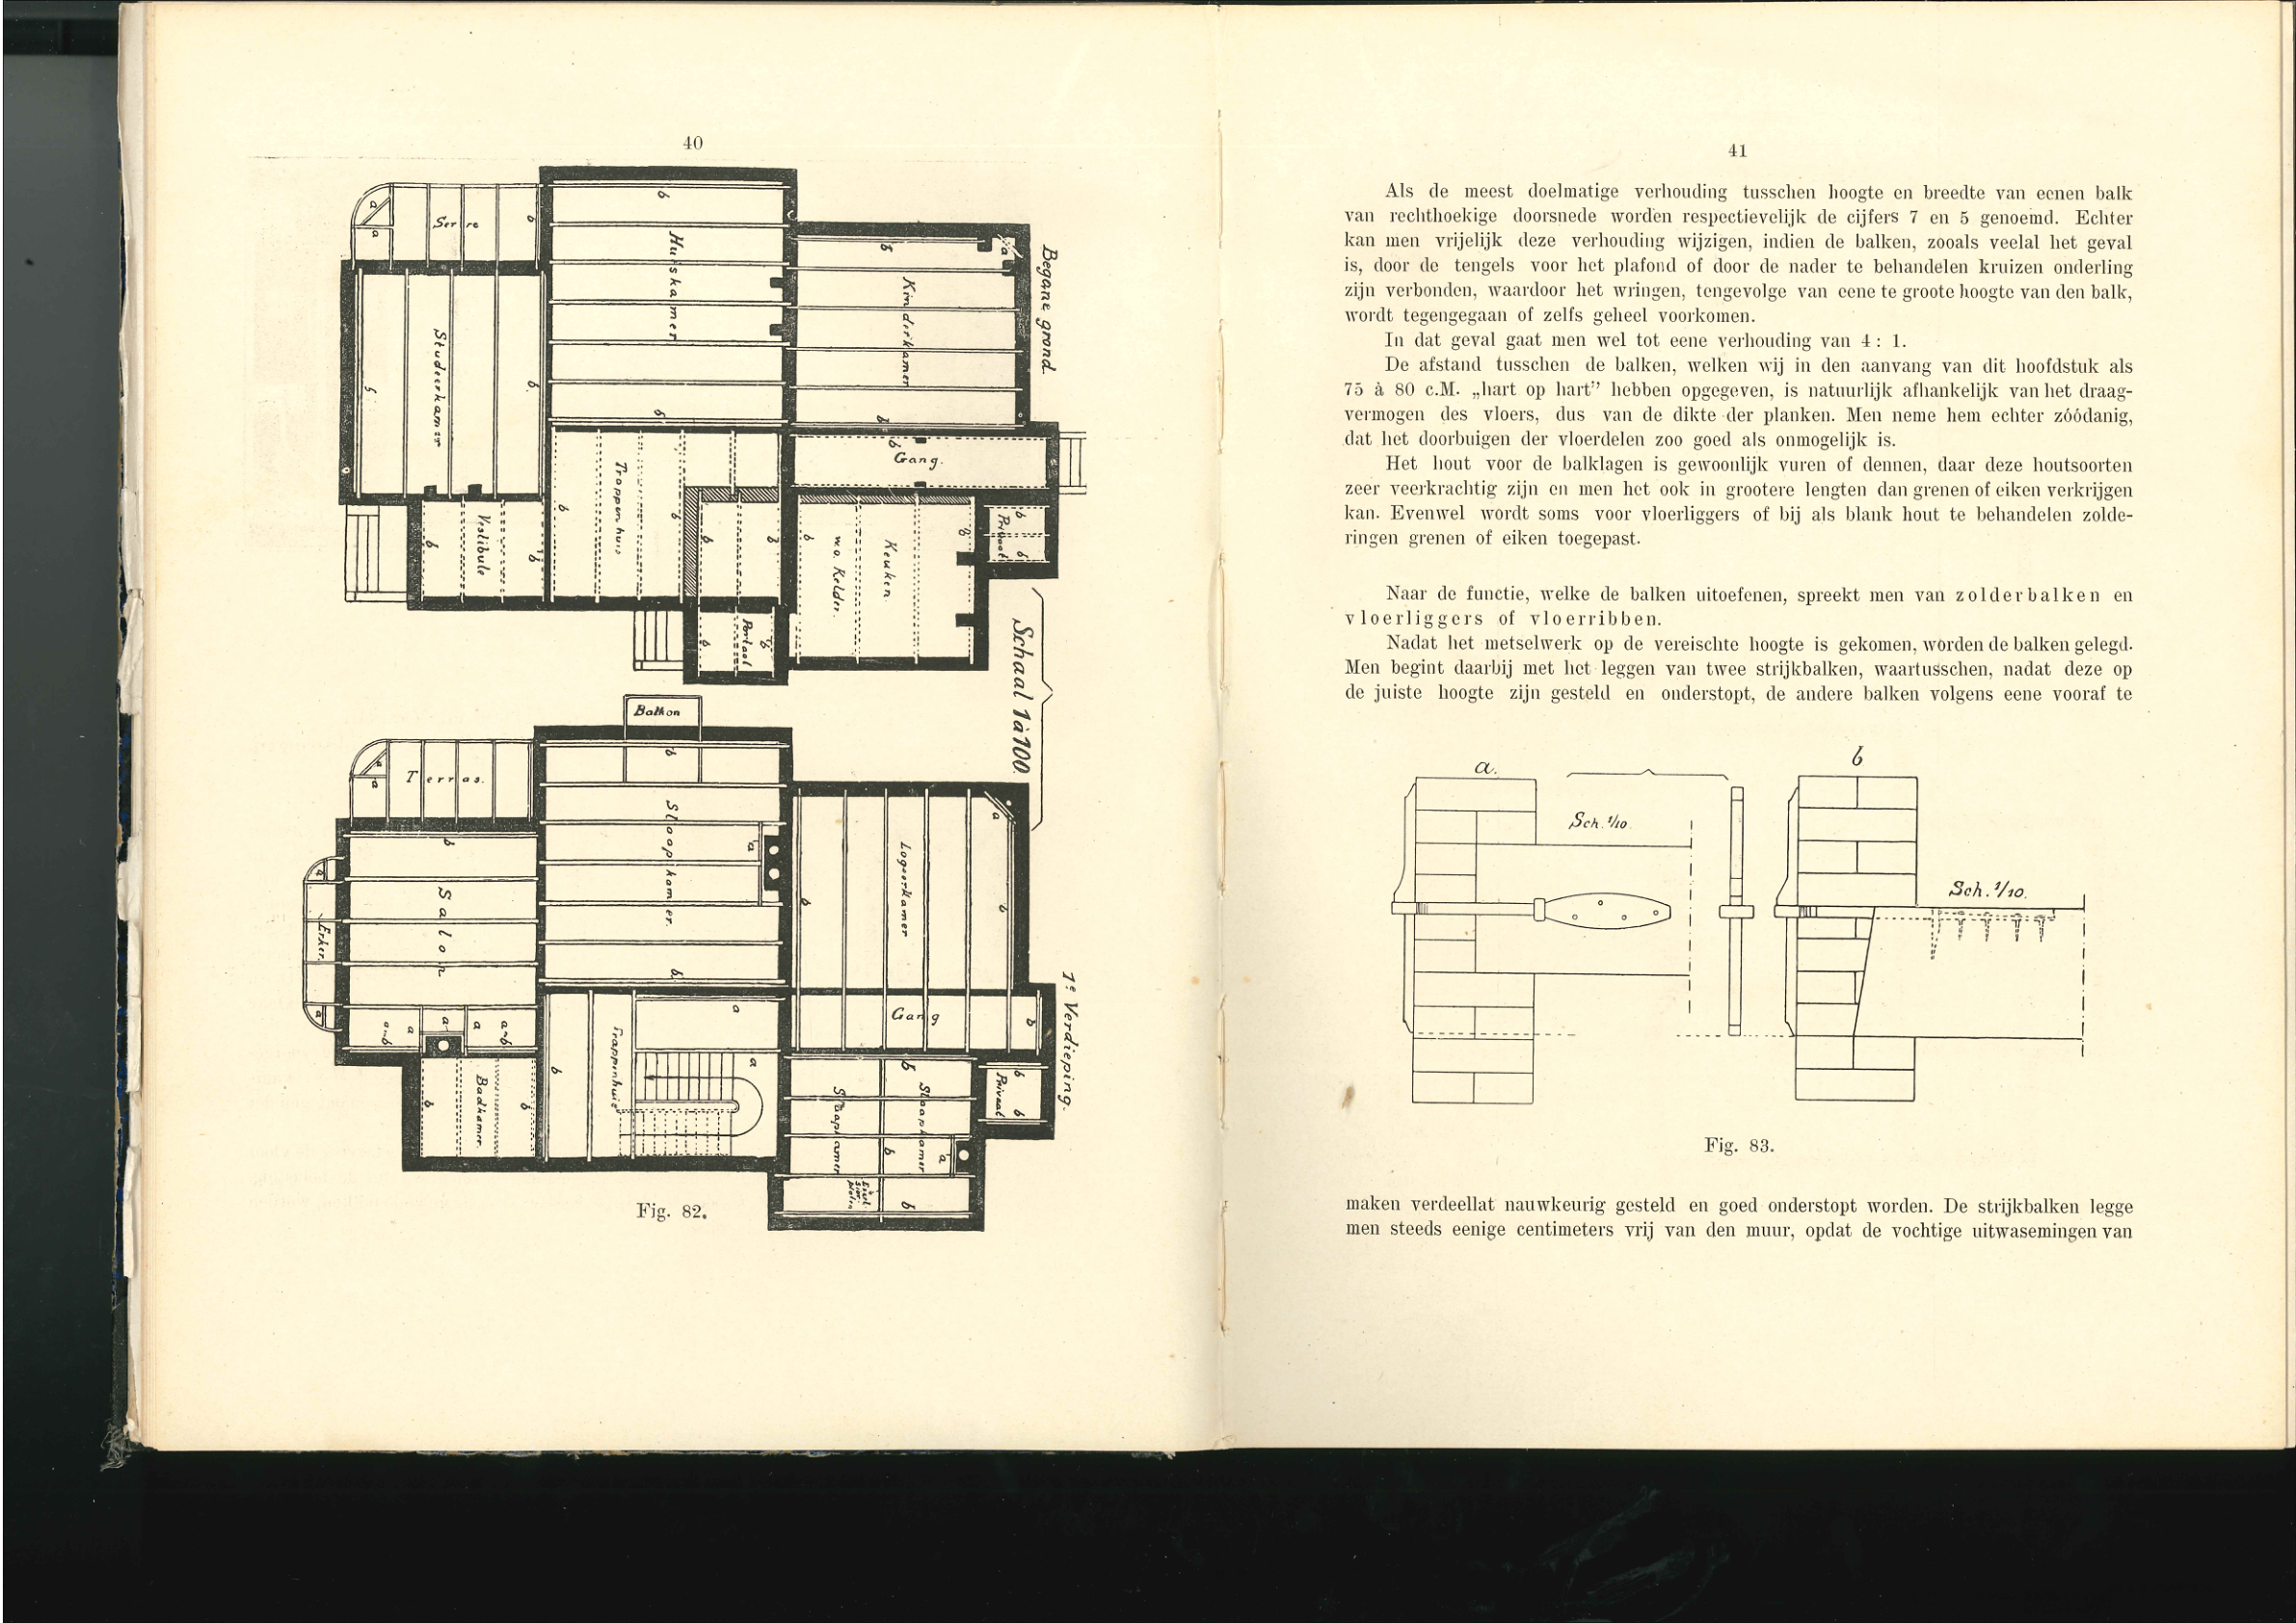 40
Begane grond.
Serre
a
a
b
Huiskamer
b
b
Kinderkamer
b
b
a
Studeerkamer
b
b
Gang.
b
Trappenhuis
b
b
Vestibule
b
b
b
b
Keuken
w.o. Kelder.
b
b
Privaat
b
b
Portaal
b
b
Schaal 1 à 100.
Balkon
1e Verdieping.
Terras.
a
a
Slaapkamer.
b
b
a
Logeerkamer
b
b
a
Salon
b
Erker.
a
a
a
a
a
a-b
a-b
Gang
b
Trappenhuis
b
a
a
Badkamer.
b
b
Slaapkamer
Slaapkamer
b
b
b
a
Privaat
b
b
Fig. 82.
41
Als de meest doelmatige verhouding tusschen hoogte en breedte van eenen balk
van rechthoekige doorsnede worden respectievelijk de cijfers 7 en 5 genoemd. Echter
kan men vrijelijk deze verhouding wijzigen, indien de balken, zooals veelal het geval
is, door de tengels voor het plafond of door de nader te behandelen kruizen onderling
zijn verbonden, waardoor het wringen, tengevolge van eene te groote hoogte van den balk,
wordt tegengegaan of zelfs geheel voorkomen.
In dat geval gaat men wel tot eene verhouding van 4 : 1.
De afstand tusschen de balken, welken wij in den aanvang van dit hoofdstuk als
75 à 80 c.M. „hart op hart” hebben opgegeven, is natuurlijk afhankelijk van het draag-
vermogen des vloers, dus van de dikte der planken. Men neme hem echter zóódanig,
dat het doorbuigen der vloerdelen zoo goed als onmogelijk is.
Het hout voor de balklagen is gewoonlijk vuren of dennen, daar deze houtsoorten
zeer veerkrachtig zijn en men het ook in grootere lengten dan grenen of eiken verkrijgen
kan. Evenwel wordt soms voor vloerliggers of bij als blank hout te behandelen zolde-
ringen grenen of eiken toegepast.
Naar de functie, welke de balken uitoefenen, spreekt men van zolderbalken en
vloerliggers of vloerribben.
Nadat het metselwerk op de vereischte hoogte is gekomen, worden de balken gelegd.
Men begint daarbij met het leggen van twee strijkbalken, waartusschen, nadat deze op
de juiste hoogte zijn gesteld en onderstopt, de andere balken volgens eene vooraf te
a.
b
Sch. 1/10.
Sch. 1/10.
Fig. 83.
maken verdeellat nauwkeurig gesteld en goed onderstopt worden. De strijkbalken legge
men steeds eenige centimeters vrij van den muur, opdat de vochtige uitwasemingen van